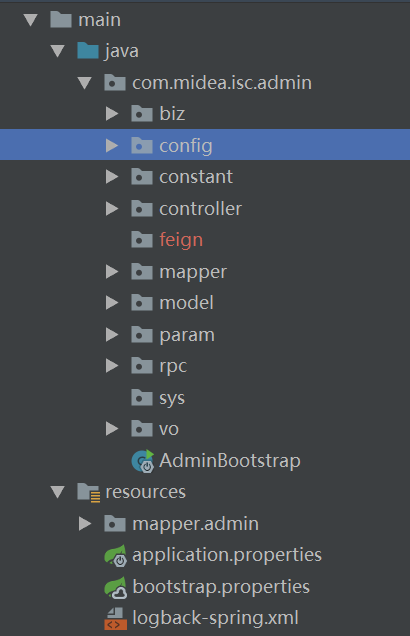 main
java
com.midea.isc.admin
biz
config
constant
controller
feign
mapper
model
param
rpc
sys
vo
AdminBootstrap
resources
mapper.admin
application.properties
bootstrap.properties
logback-spring.xml